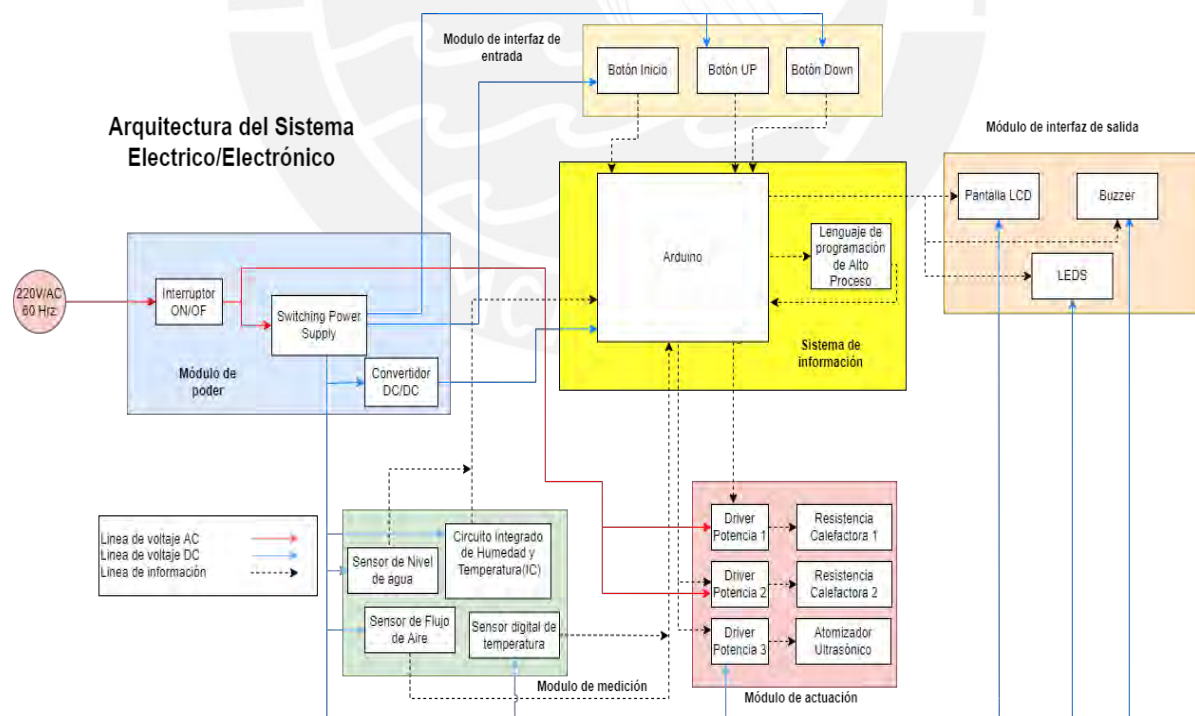 Modulo de interfaz de
entrada
Botón Inicio
Botón UP
Botón Down
Arquitectura del Sistema
Electrico/Electrónico
Módulo de interfaz de salida
Pantalla LCD
Buzzer
LEDS
Arduino
Lenguaje de
programación
de Alto
Proceso
Sistema de
información
220V/AC
60 Hrz
Interruptor
ON/OF
Switching Power
Supply
Convertidor
DC/DC
Módulo de
poder
Linea de voltaje AC
Linea de voltaje DC
Linea de información
Circuito Integrado
de Humedad y
Temperatura(IC)
Sensor de Nivel
de água
Sensor de Flujo
de Aire
Sensor digital de
temperatura
Modulo de medición
Driver
Potencia 1
Resistencia
Calefactora 1
Driver
Potencia 2
Resistencia
Calefactora 2
Driver
Potencia 3
Atomizador
Ultrasónico
Módulo de actuación